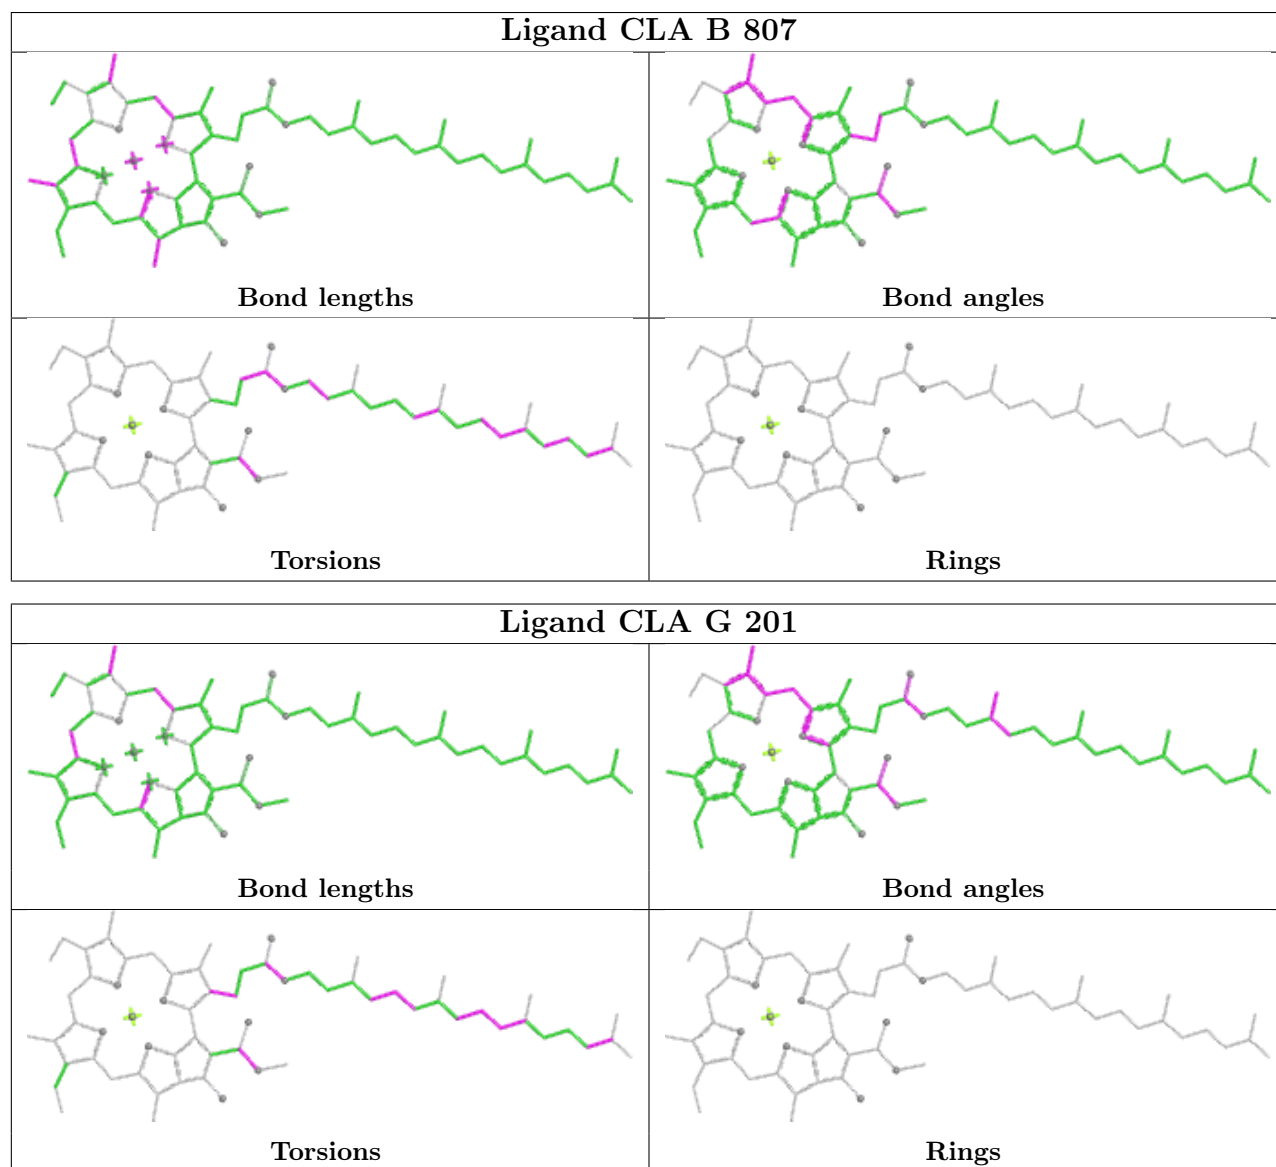 Ligand CLA B 807
Bond lengths
Bond angles
Torsions
Rings
Ligand CLA G 201
Bond lengths
Bond angles
Torsions
Rings